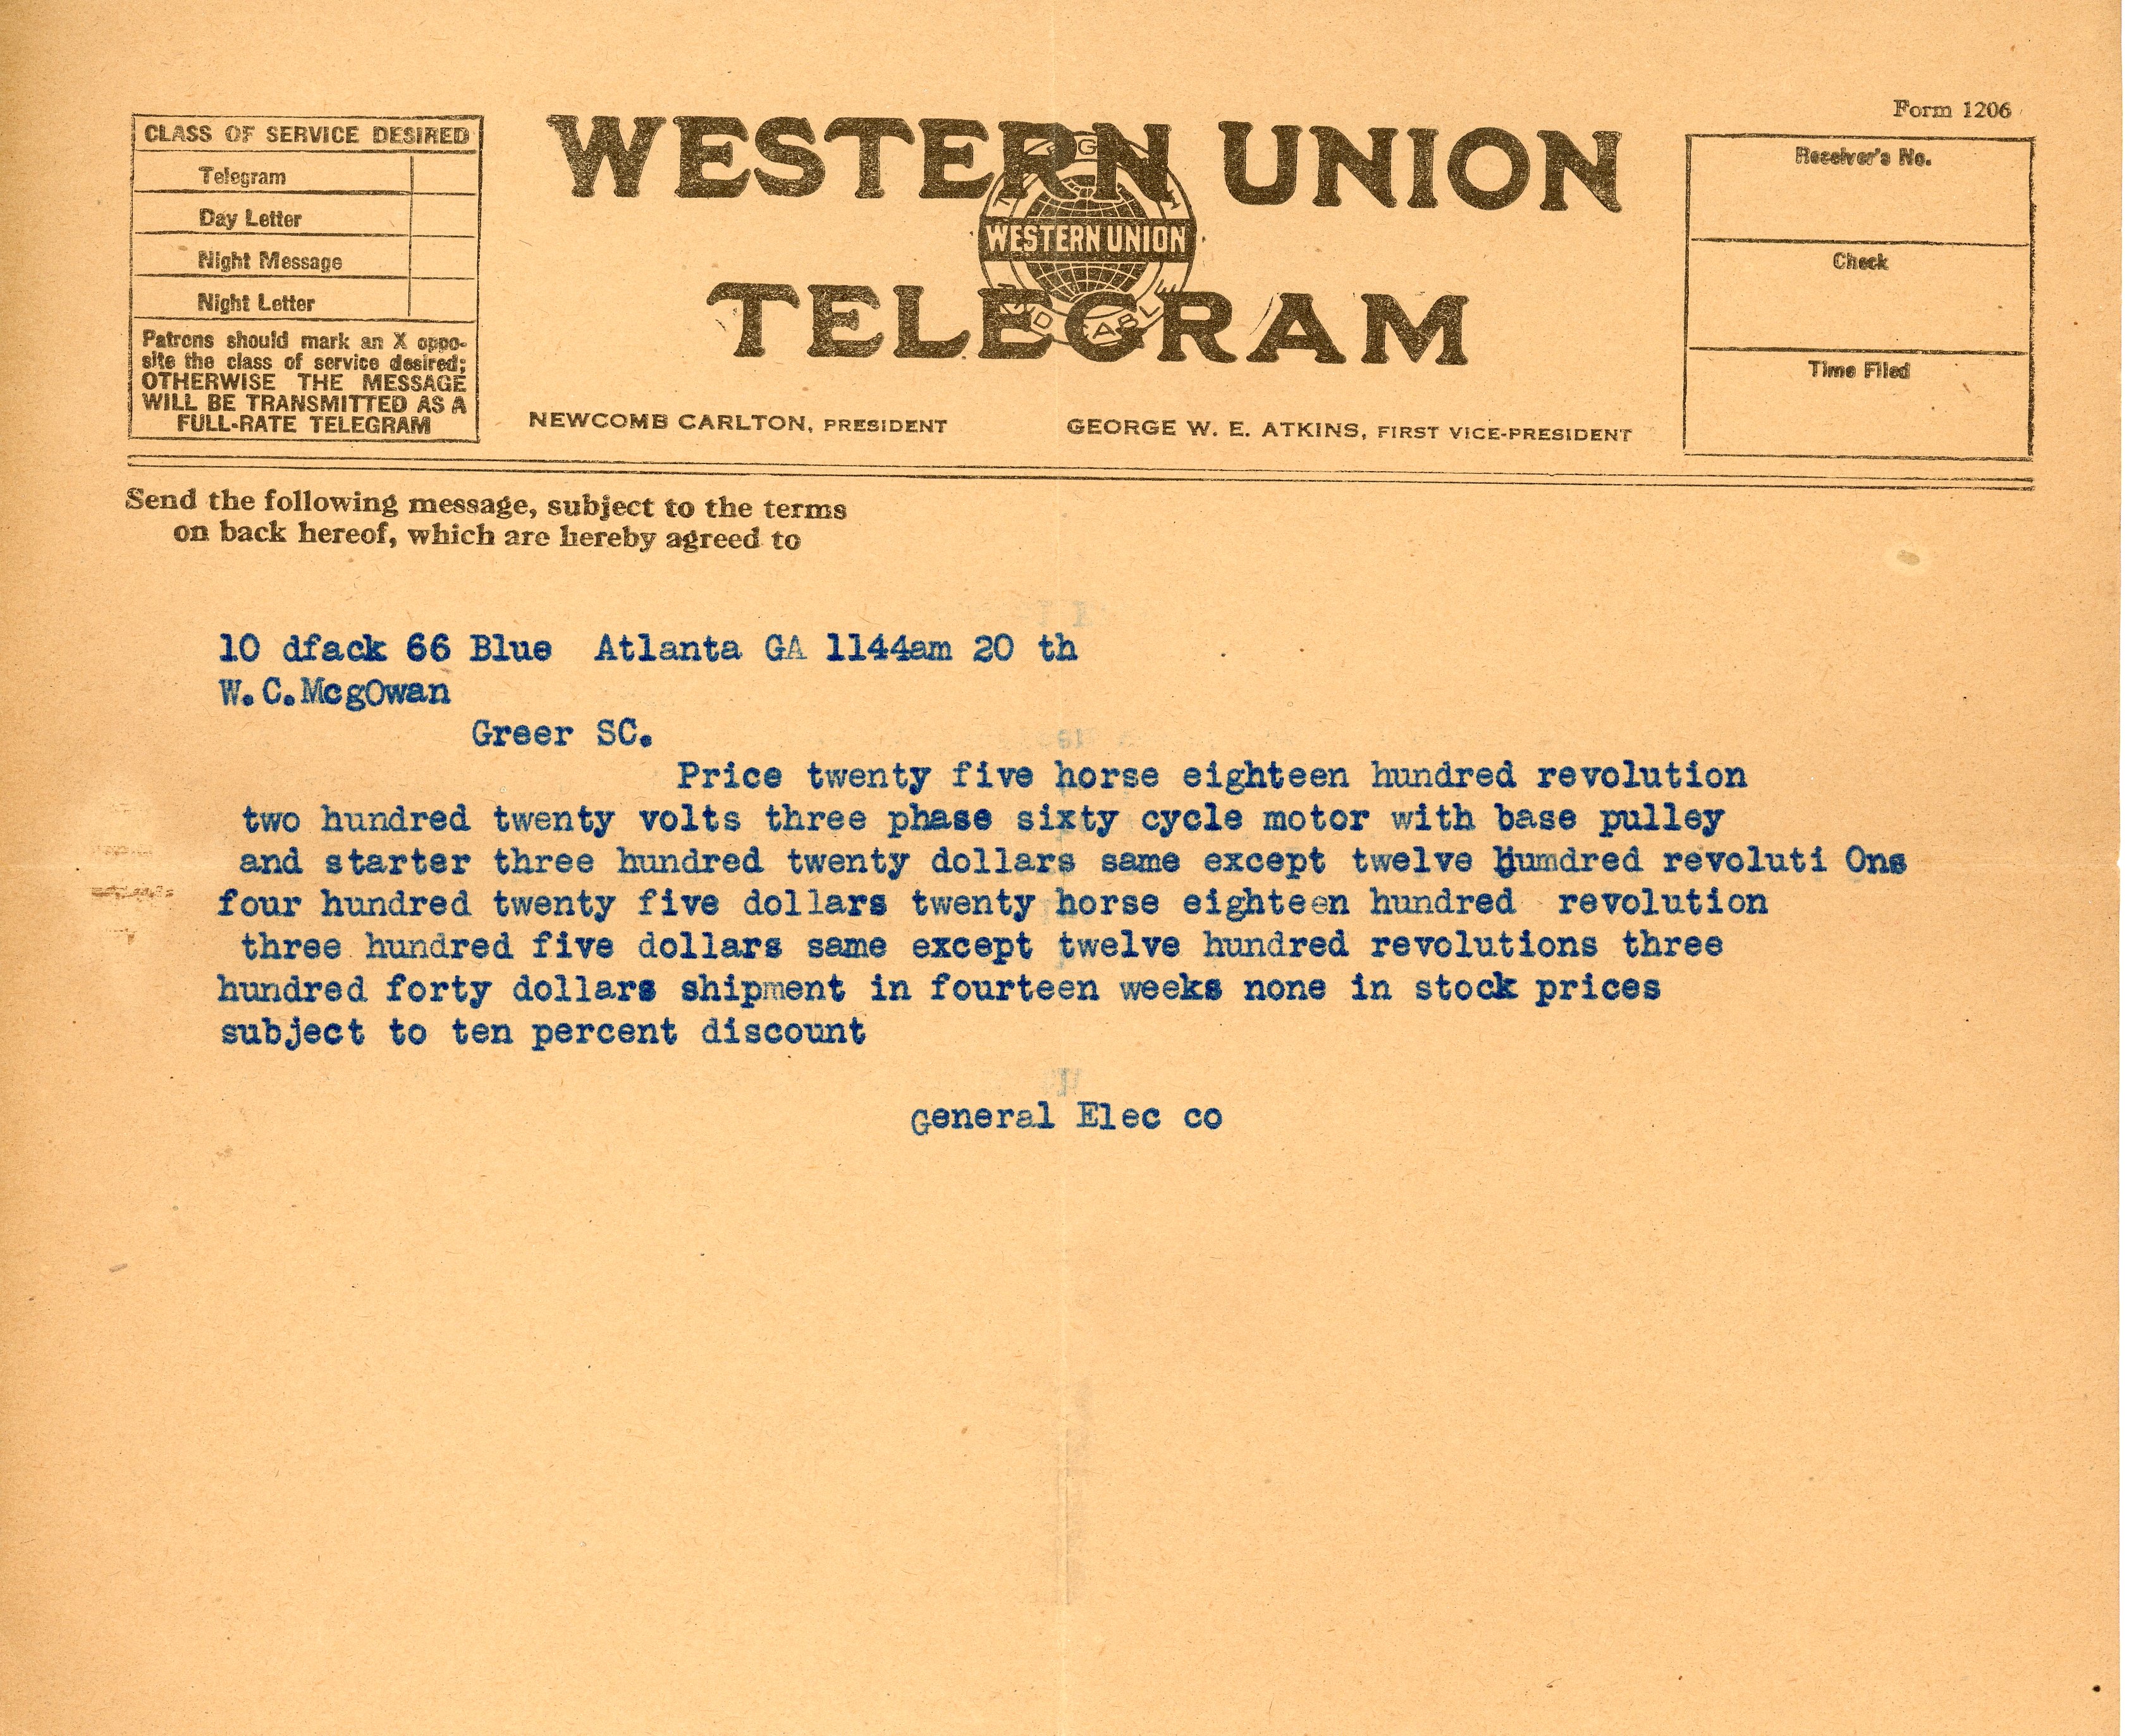 Form 1206
CLASS OF SERVICE DESIRED
Telegram
Day Letter
Night Message
Night Letter
Patrons should mark an X oppo-
site the class of service desired;
OTHERWISE THE MESSAGE
WILL BE TRANSMITTED AS A
FULL-RATE TELEGRAM
WESTERN UNION
WESTERN UNION
TELEGRAM
NEWCOMB CARLTON, PRESIDENT
GEORGE W. E. ATKINS, FIRST VICE-PRESIDENT
Receiver's No.
Check
Time Filed
Send the following message, subject to the terms
on back hereof, which are hereby agreed to
10 dfack 66 Blue Atlanta GA 1144am 20 th
W.C.McgOwan
Greer SC.
Price twenty five horse eighteen hundred revolution
two hundred twenty volts three phase sixty cycle motor with base pulley
and starter three hundred twenty dollars same except twelve humdred revoluti Ons
four hundred twenty five dollars twenty horse eighteen hundred revolution
three hundred five dollars same except twelve hundred revolutions three
hundred forty dollars shipment in fourteen weeks none in stock prices
subject to ten percent discount
General Elec co